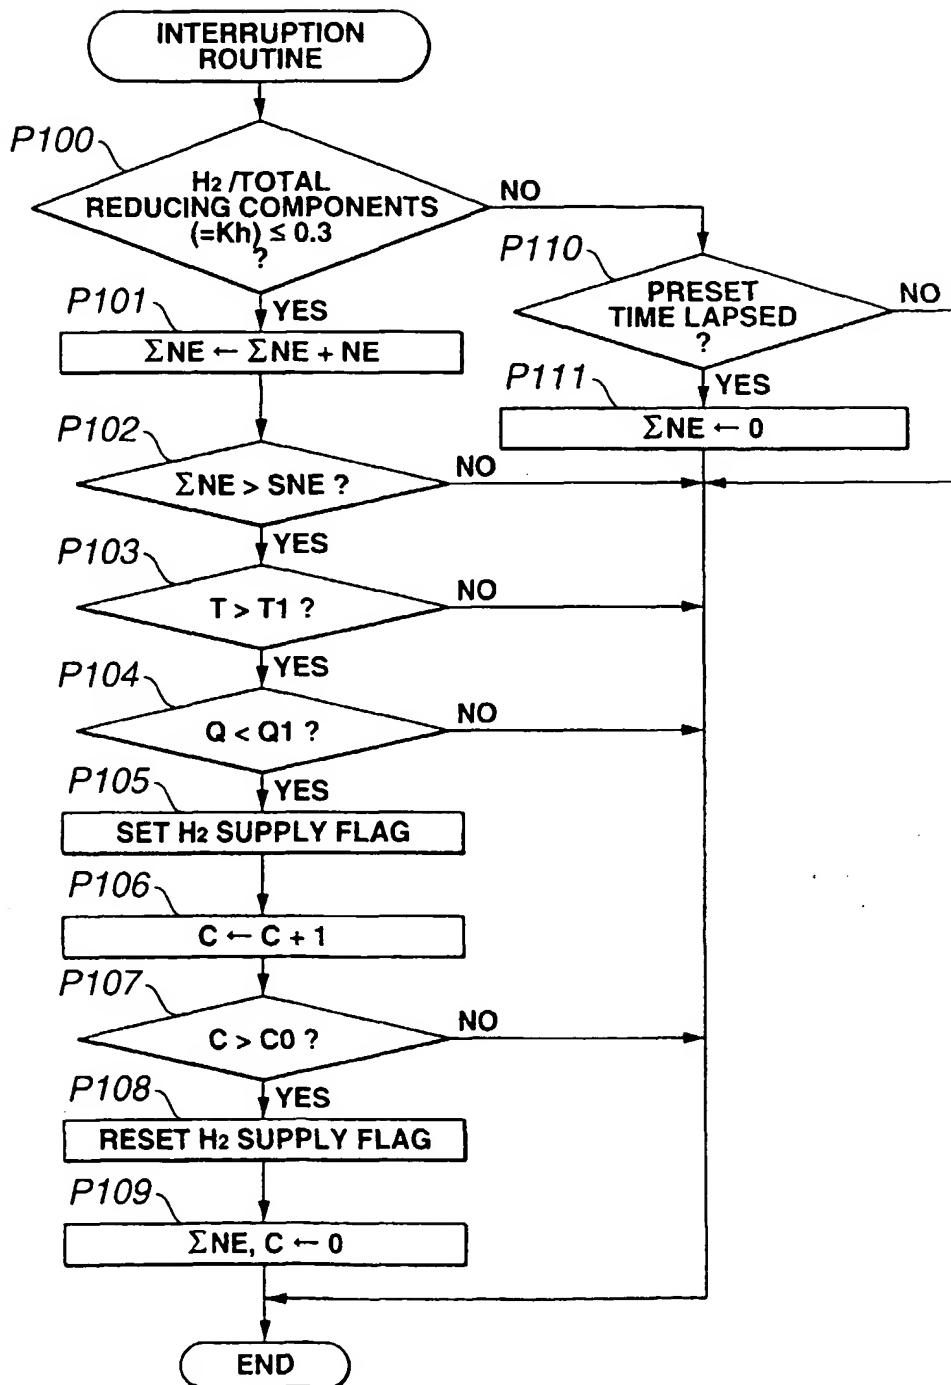 INTERRUPTION
ROUTINE
P100
H2 /TOTAL
REDUCING COMPONENTS
(=Kh) ≤ 0.3
?
NO
YES
P110
PRESET
TIME LAPSED
?
NO
YES
P101
ΣNE ← ΣNE + NE
P111
ΣNE ← 0
P102
ΣNE > SNE ?
NO
YES
P103
T > T1 ?
NO
YES
P104
Q < Q1 ?
NO
YES
P105
SET H2 SUPPLY FLAG
P106
C ← C + 1
P107
C > C0 ?
NO
YES
P108
RESET H2 SUPPLY FLAG
P109
ΣNE, C ← 0
END